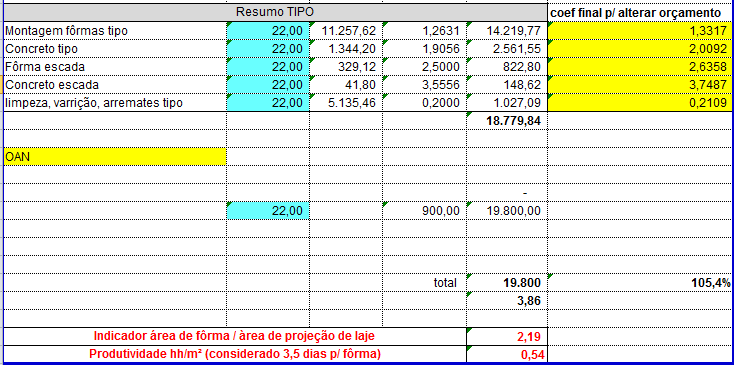 Resumo TIPO coef final p/ alterar orçamento
Montagem fôrmas tipo 22,00 11.257,62 1,2631 14.219,77 1,3317
Concreto tipo 22,00 1.344,20 1,9056 2.561,55 2,0092
Fôrma escada 22,00 329,12 2,5000 822,80 2,6358
Concreto escada 22,00 41,80 3,5556 148,62 3,7487
limpeza, varrição, arremates tipo 22,00 5.135,46 0,2000 1.027,09 0,2109
18.779,84
OAN
-
22,00 900,00 19.800,00
total 19.800 105,4%
3,86
Indicador área de fôrma / àrea de projeção de laje 2,19
Produtividade hh/m² (considerado 3,5 dias p/ fôrma) 0,54